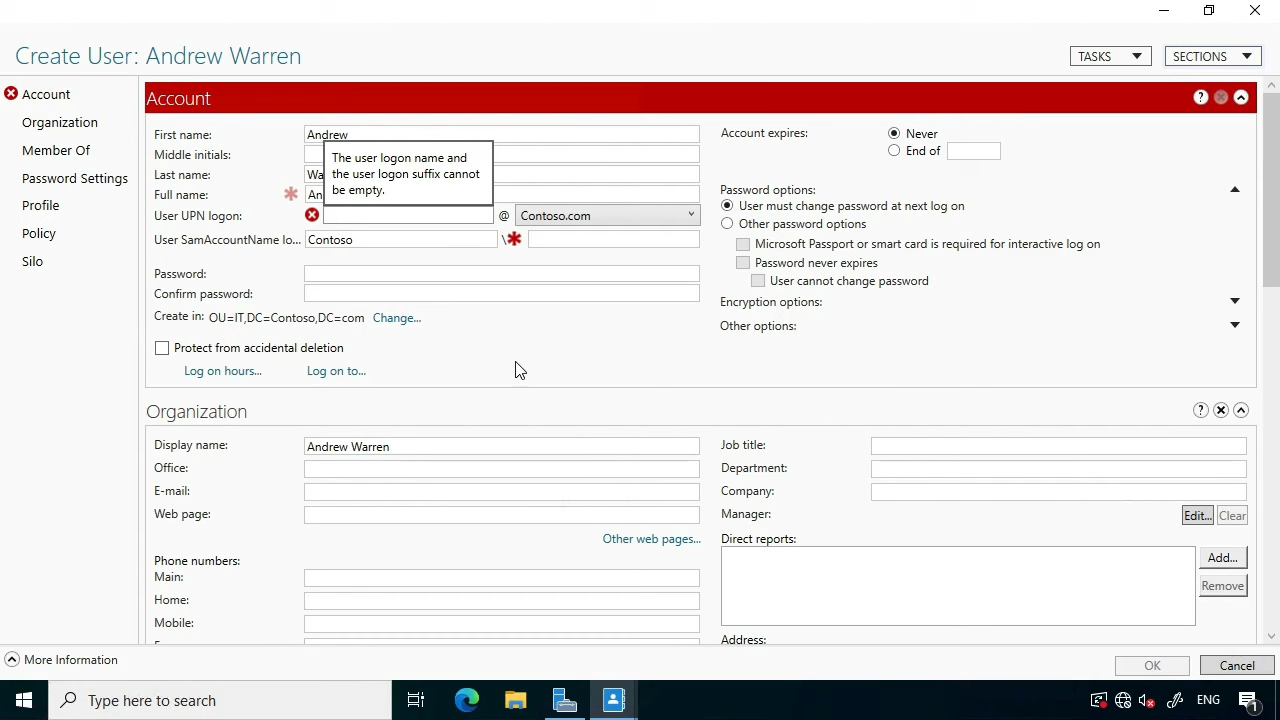 Create User: Andrew Warren
TASKS
SECTIONS
Account
Organization
Member Of
Password Settings
Profile
Policy
Silo
Account
First name:
Andrew
Middle initials:
Last name:
Wa
Full name:
An
The user logon name and
the user logon suffix cannot
be empty.
User UPN logon:
@
Contoso.com
User SamAccountName lo...
Contoso
\
Password:
Confirm password:
Create in: OU=IT,DC=Contoso,DC=com Change...
Protect from accidental deletion
Log on hours...
Log on to...
Account expires:
Never
End of
Password options:
User must change password at next log on
Other password options
Microsoft Passport or smart card is required for interactive log on
Password never expires
User cannot change password
Encryption options:
Other options:
Organization
Display name:
Andrew Warren
Office:
E-mail:
Web page:
Other web pages...
Phone numbers:
Main:
Home:
Mobile:
Job title:
Department:
Company:
Manager:
Edit...
Clear
Direct reports:
Add...
Remove
Address:
More Information
OK
Cancel
Type here to search
ENG
1